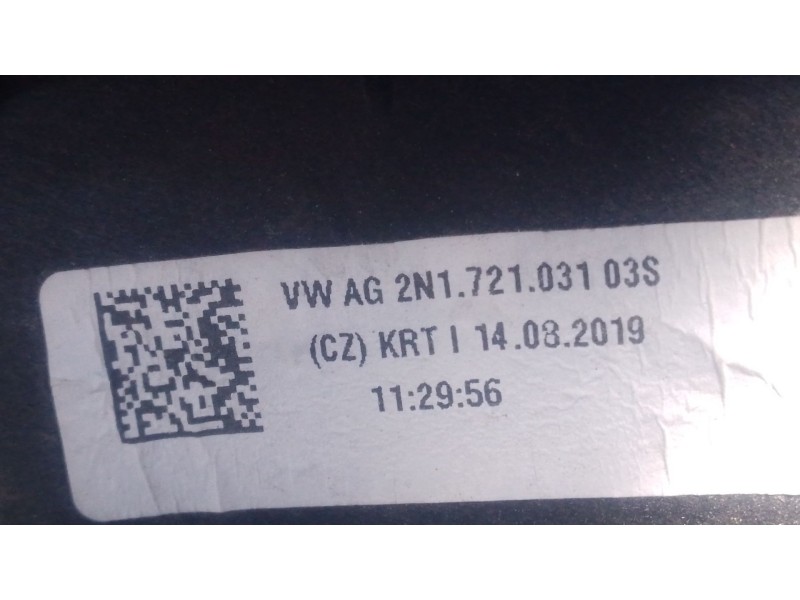 VW AG 2N1.721.031 03S
(CZ) KRT I 14.08.2019
11:29:56